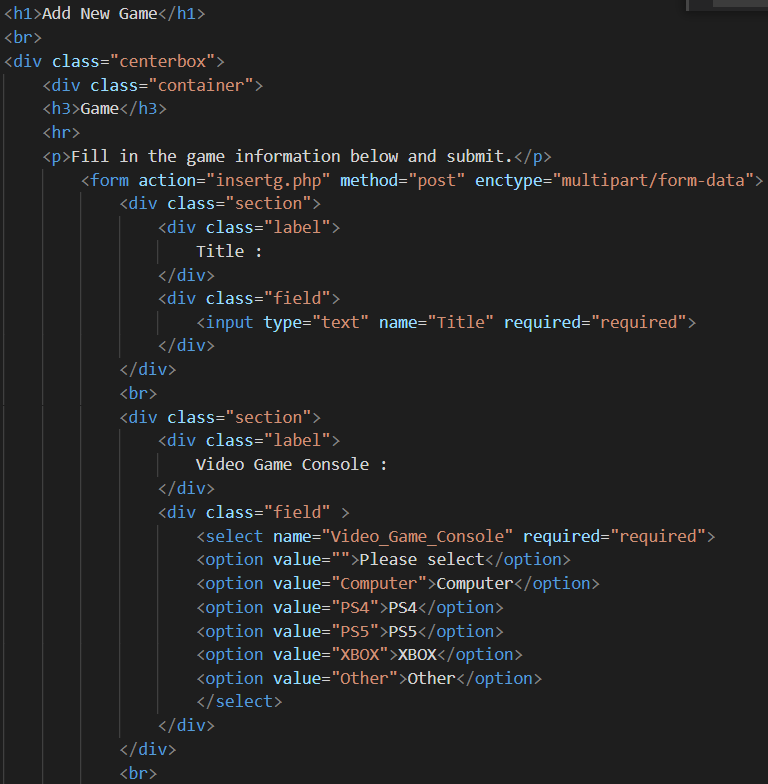 <h1>Add New Game</h1>
<br>
<div class="centerbox">
<div class="container">
<h3>Game</h3>
<hr>
<p>Fill in the game information below and submit.</p>
<form action="insertg.php" method="post" enctype="multipart/form-data">
<div class="section">
<div class="label">
Title :
</div>
<div class="field">
<input type="text" name="Title" required="required">
</div>
</div>
<br>
<div class="section">
<div class="label">
Video Game Console :
</div>
<div class="field" >
<select name="Video_Game_Console" required="required">
<option value="">Please select</option>
<option value="Computer">Computer</option>
<option value="PS4">PS4</option>
<option value="PS5">PS5</option>
<option value="XBOX">XBOX</option>
<option value="Other">Other</option>
</select>
</div>
</div>
<br>